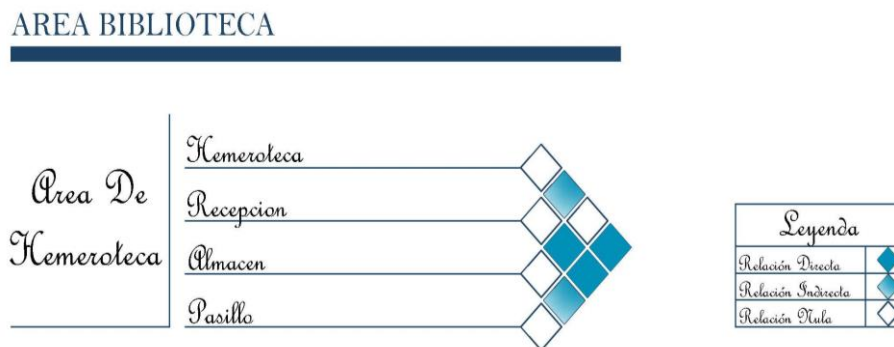 AREA BIBLIOTECA
Area De
Hemeroteca
Hemeroteca
Recepcion
Almacen
Pasillo
Leyenda
Relación Directa
Relación Indirecta
Relación Nula